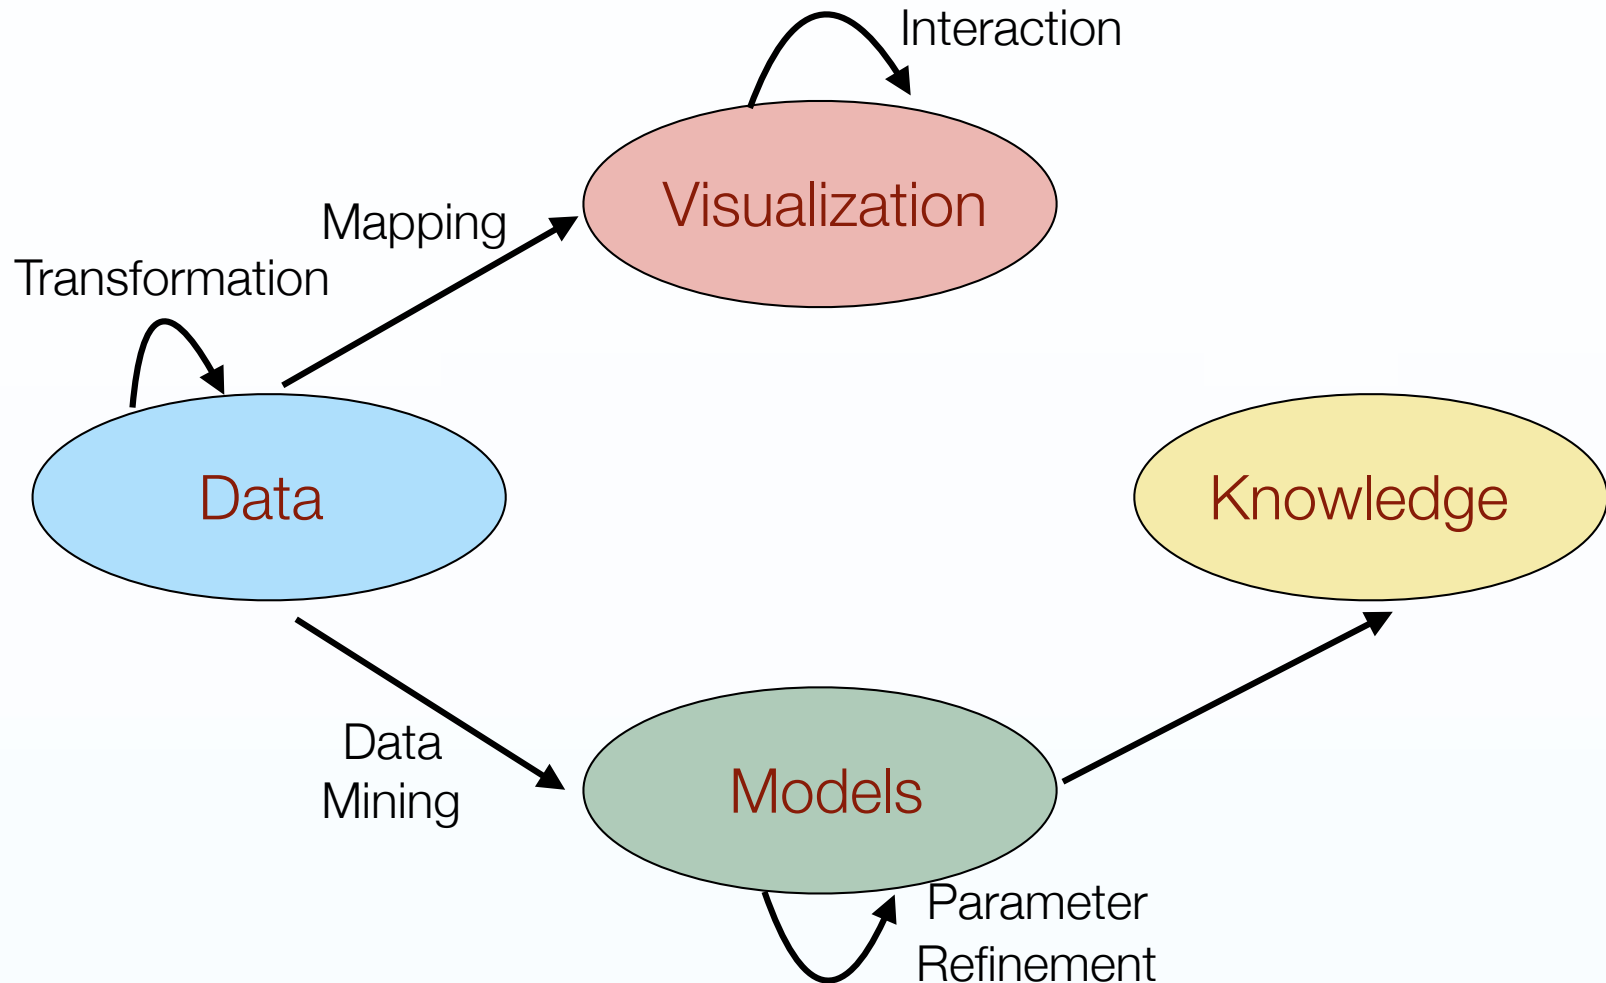 Interaction
Visualization
Mapping
Transformation
Data
Knowledge
Data
Mining
Models
Parameter
Refinement